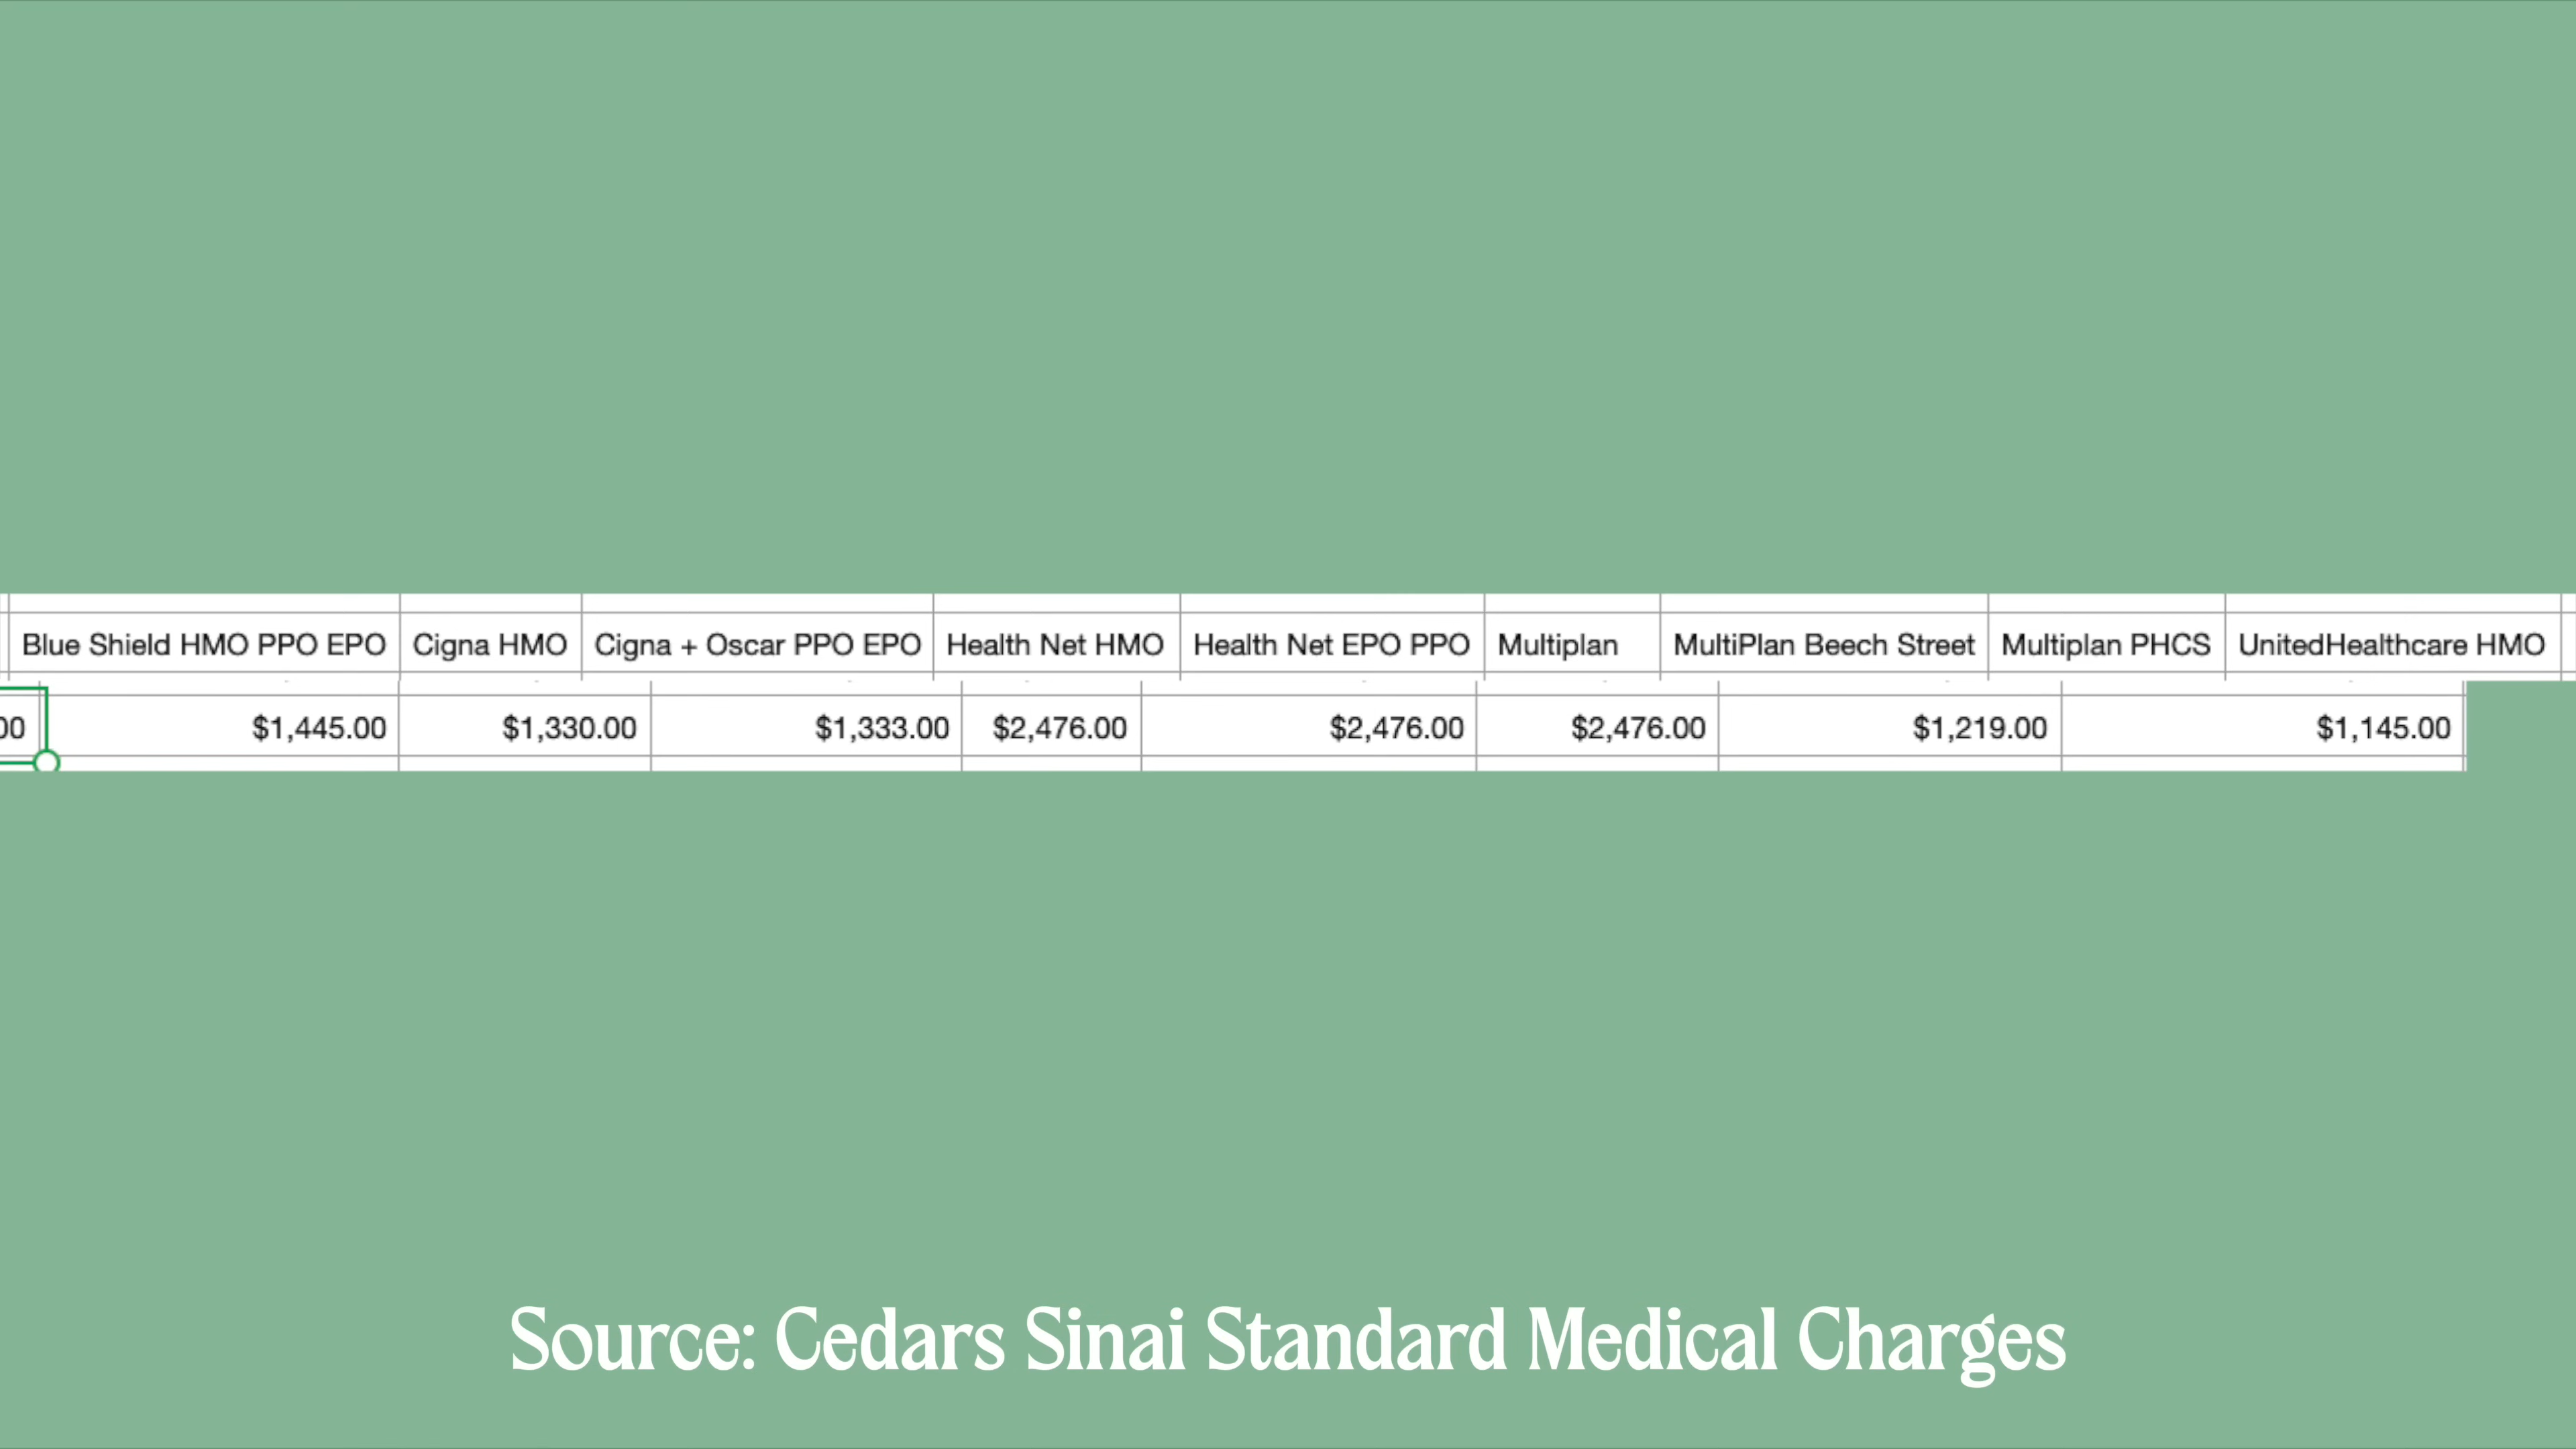 Blue Shield HMO PPO EPO Cigna HMO Cigna + Oscar PPO EPO Health Net HMO Health Net EPO PPO Multiplan MultiPlan Beech Street Multiplan PHCS UnitedHealthcare HMO
00 $1,445.00 $1,330.00 $1,333.00 $2,476.00 $2,476.00 $2,476.00 $1,219.00 $1,145.00
Source: Cedars Sinai Standard Medical Charges